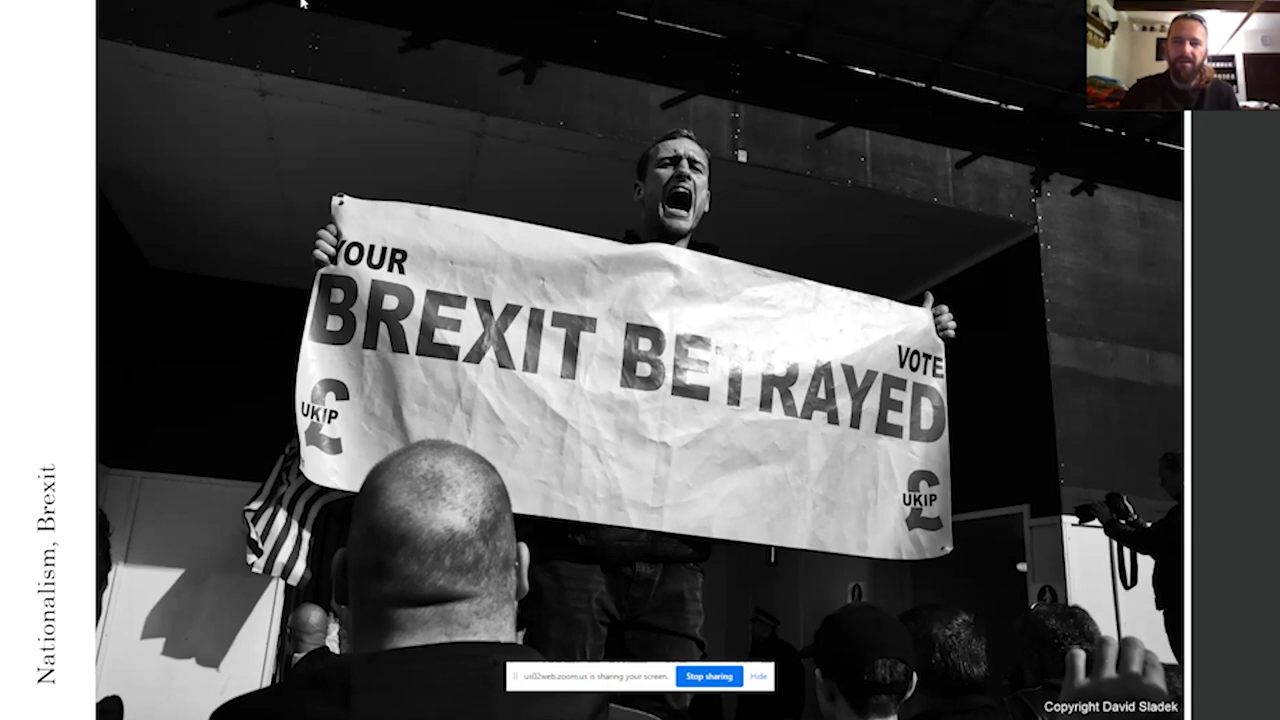 Nationalism, Brexit
YOUR
BREXIT BETRAYED
VOTE
UKIP
£
UKIP
£
us02web.zoom.us is sharing your screen.
Stop sharing
Hide
Copyright David Sladek